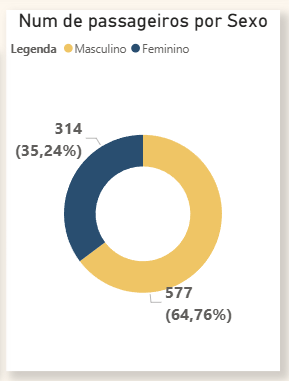 Num de passageiros por Sexo
Legenda Masculino Feminino
314
(35,24%)
577
(64,76%)